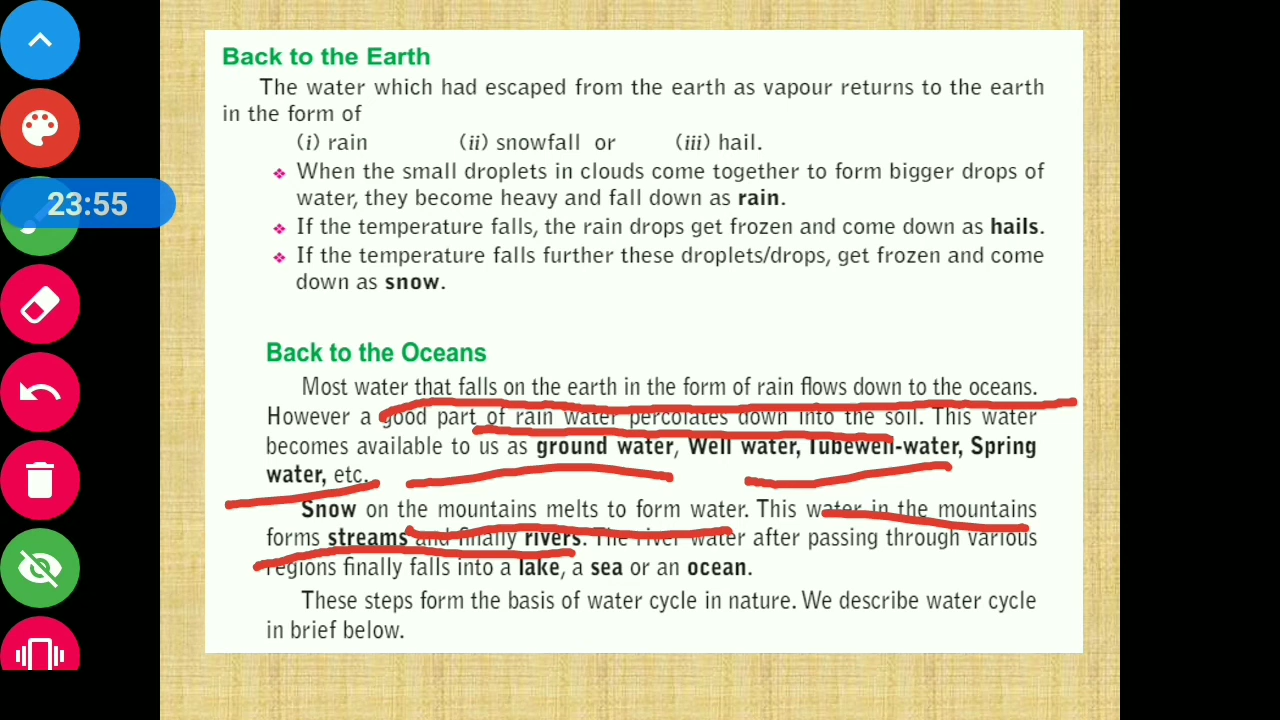 Back to the Earth
The water which had escaped from the earth as vapour returns to the earth
in the form of
(i) rain (ii) snowfall or (iii) hail.
❖ When the small droplets in clouds come together to form bigger drops of
water, they become heavy and fall down as rain.
23:55
❖ If the temperature falls, the rain drops get frozen and come down as hails.
❖ If the temperature falls further these droplets/drops, get frozen and come
down as snow.
Back to the Oceans
Most water that falls on the earth in the form of rain flows down to the oceans.
However a good part of rain water percolates down into the soil. This water
becomes available to us as ground water, Well water, Tubewell-water, Spring
water, etc.
Snow on the mountains melts to form water. This water in the mountains
forms streams and finally rivers. The river water after passing through various
regions finally falls into a lake, a sea or an ocean.
These steps form the basis of water cycle in nature. We describe water cycle
in brief below.